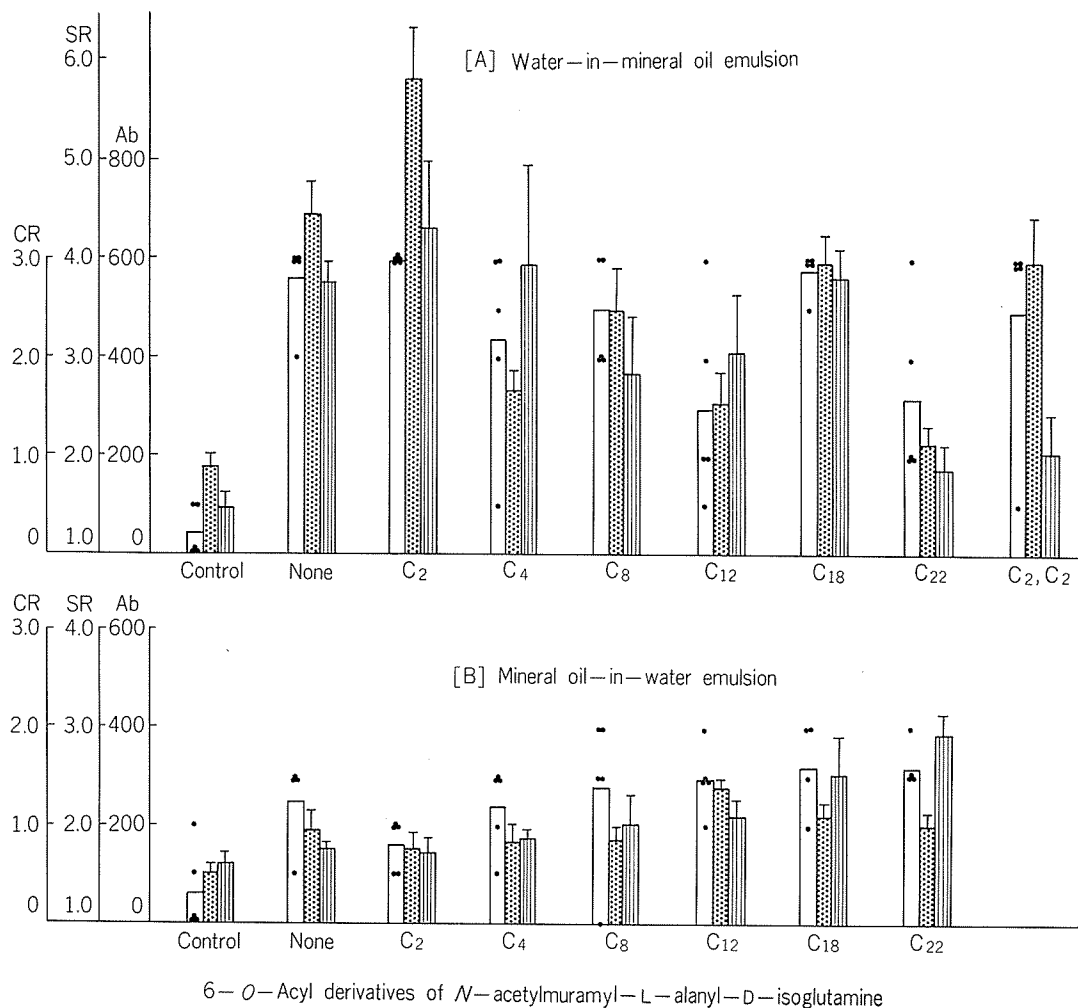 SR
6.0
[A] Water-in-mineral oil emulsion
Ab
5.0 800
CR
3.0 4.0 600
2.0 3.0 400
1.0 2.0 200
0 1.0 0
Control None C2 C4 C8 C12 C18 C22 C2, C2
CR SR Ab
3.0 4.0 600
[B] Mineral oil-in-water emulsion
2.0 3.0 400
1.0 2.0 200
0 1.0 0
Control None C2 C4 C8 C12 C18 C22
6-O-Acyl derivatives of N-acetylmuramyl-L-alanyl-D-isoglutamine